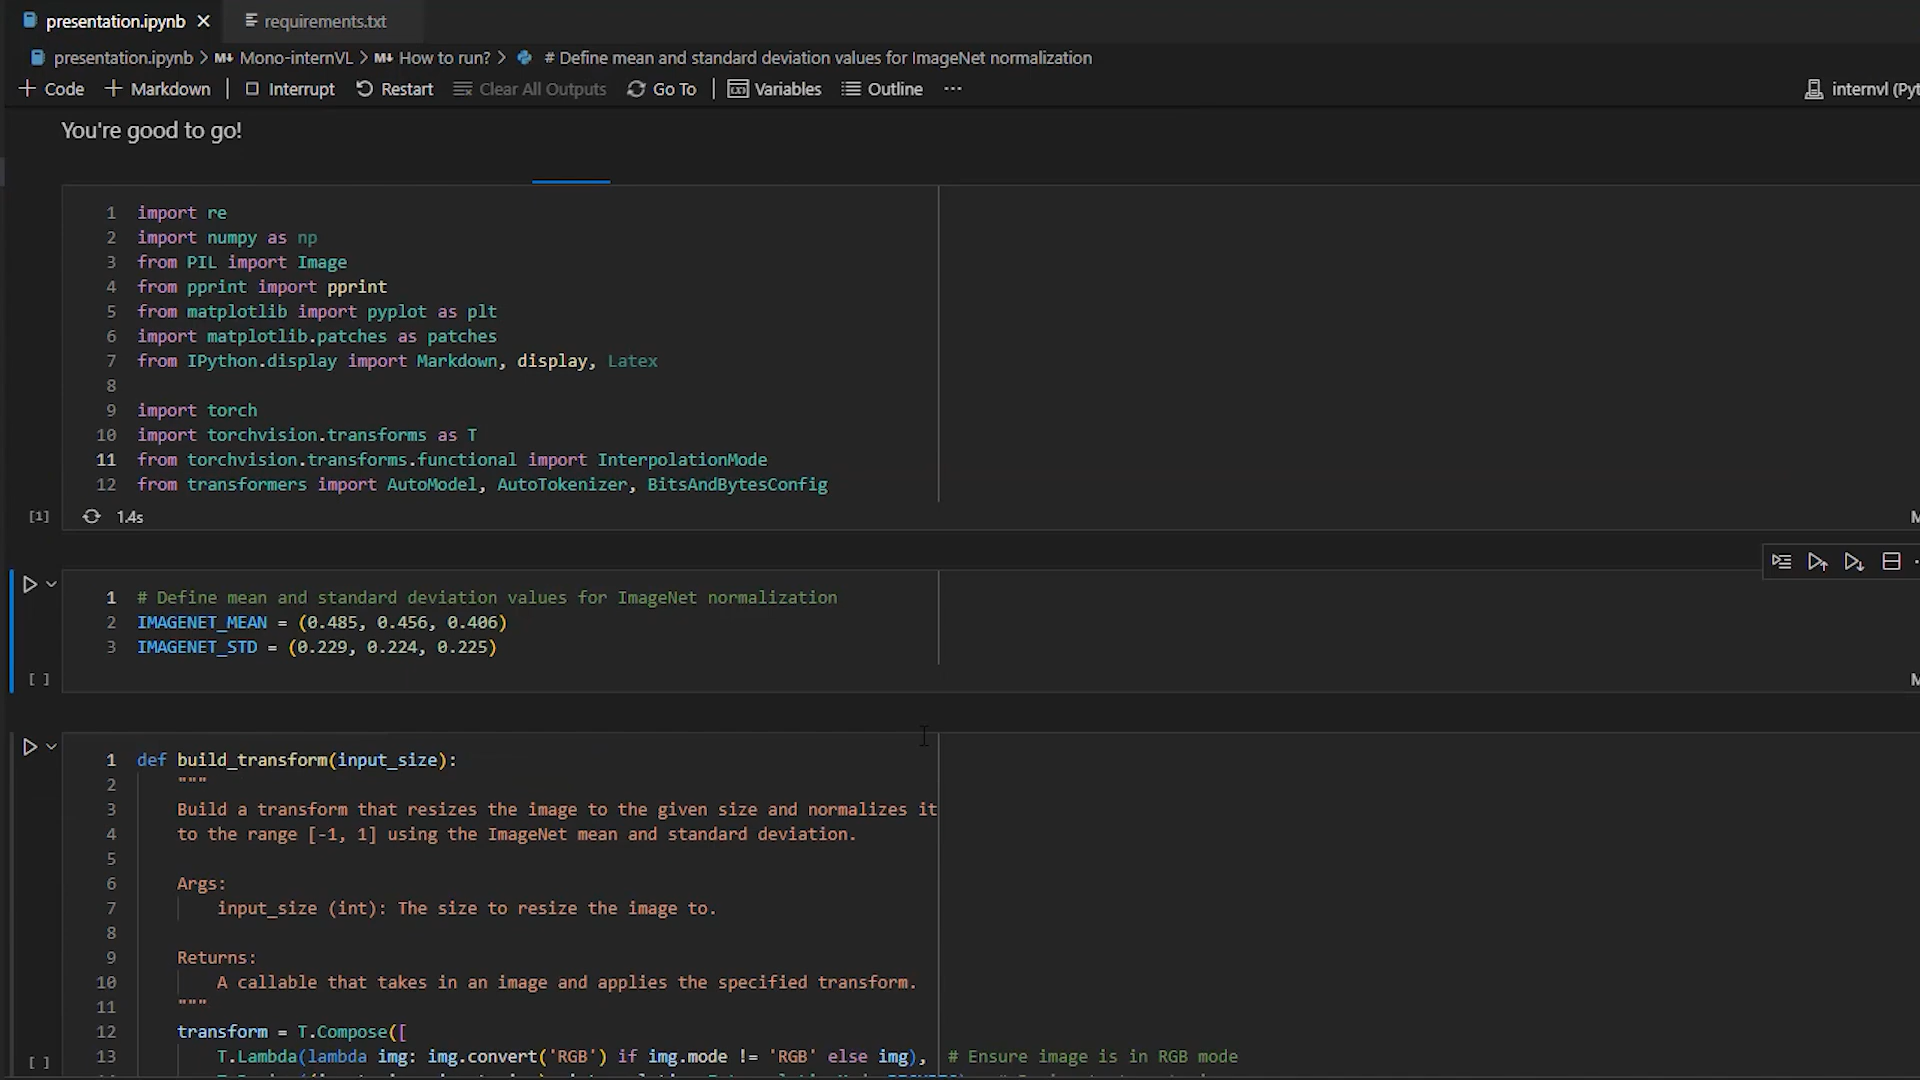 presentation.ipynb
requirements.txt
presentation.ipynb > M↓ Mono-internVL > M↓ How to run? > # Define mean and standard deviation values for ImageNet normalization
+ Code + Markdown | Interrupt Restart Clear All Outputs Go To | Variables Outline ···
internvl (Pyt
You're good to go!
1 import re
2 import numpy as np
3 from PIL import Image
4 from pprint import pprint
5 from matplotlib import pyplot as plt
6 import matplotlib.patches as patches
7 from IPython.display import Markdown, display, Latex
8
9 import torch
10 import torchvision.transforms as T
11 from torchvision.transforms.functional import InterpolationMode
12 from transformers import AutoModel, AutoTokenizer, BitsAndBytesConfig
[1] 1.4s
1 # Define mean and standard deviation values for ImageNet normalization
2 IMAGENET_MEAN = (0.485, 0.456, 0.406)
3 IMAGENET_STD = (0.229, 0.224, 0.225)
[ ]
1 def build_transform(input_size):
2 """
3 Build a transform that resizes the image to the given size and normalizes it
4 to the range [-1, 1] using the ImageNet mean and standard deviation.
5
6 Args:
7 input_size (int): The size to resize the image to.
8
9 Returns:
10 A callable that takes in an image and applies the specified transform.
11 """
12 transform = T.Compose([
13 T.Lambda(lambda img: img.convert('RGB') if img.mode != 'RGB' else img), # Ensure image is in RGB mode
[ ]